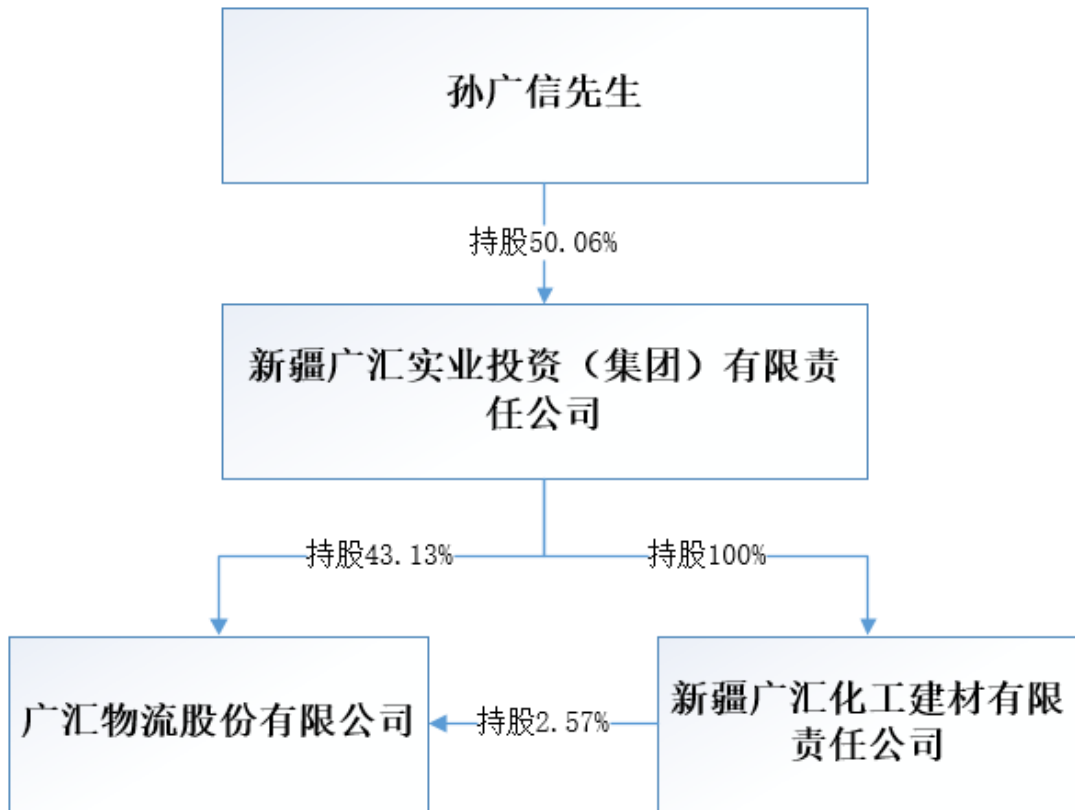 孙广信先生
持股50.06%
新疆广汇实业投资（集团）有限责
任公司
持股43.13%
持股100%
广汇物流股份有限公司
持股2.57%
新疆广汇化工建材有限
责任公司